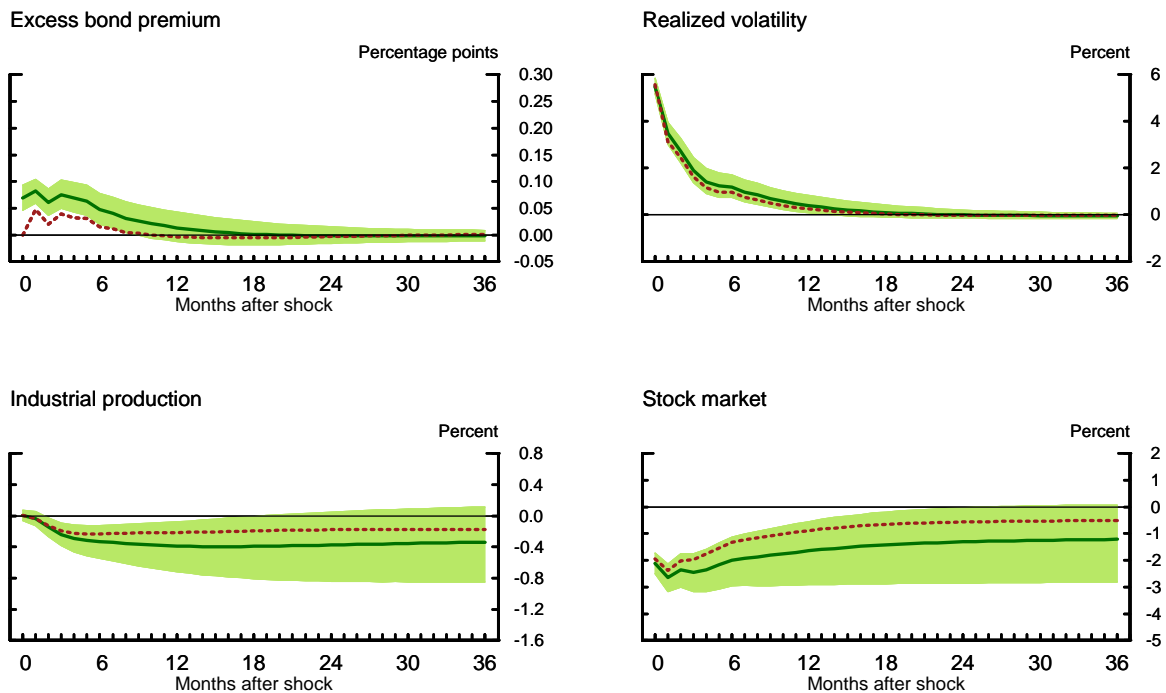 Excess bond premium
Percentage points
0.30
0.25
0.20
0.15
0.10
0.05
0.00
-0.05
0 6 12 18 24 30 36
Months after shock
Realized volatility
Percent
6
4
2
0
-2
0 6 12 18 24 30 36
Months after shock
Industrial production
Percent
0.8
0.4
0.0
-0.4
-0.8
-1.2
-1.6
0 6 12 18 24 30 36
Months after shock
Stock market
Percent
2
1
0
-1
-2
-3
-4
-5
0 6 12 18 24 30 36
Months after shock